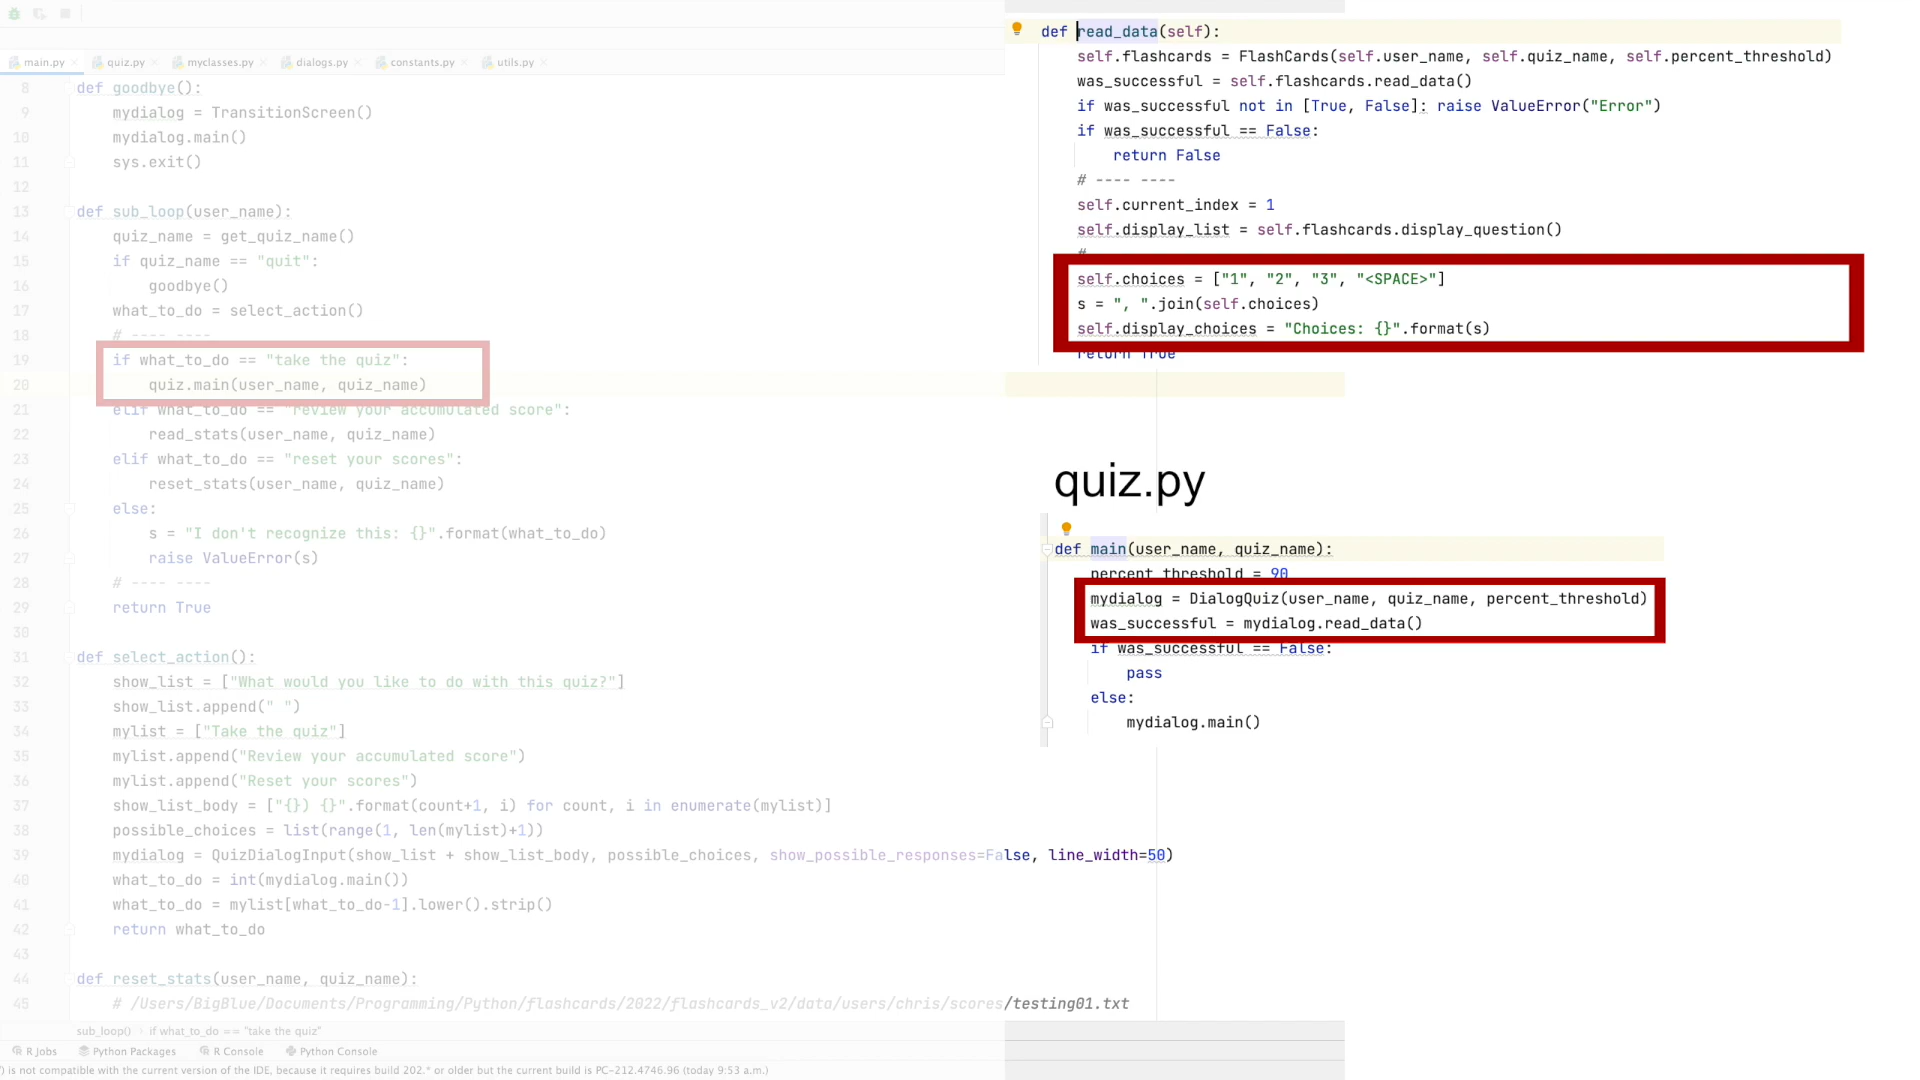 main.py
quiz.py
myclasses.py
dialogs.py
constants.py
utils.py
8 def goodbye():
9 mydialog = TransitionScreen()
10 mydialog.main()
11 sys.exit()
12
13 def sub_loop(user_name):
14 quiz_name = get_quiz_name()
15 if quiz_name == "quit":
16 goodbye()
17 what_to_do = select_action()
18 # ---- ----
19 if what_to_do == "take the quiz":
20 quiz.main(user_name, quiz_name)
21 elif what_to_do == "review your accumulated score":
22 read_stats(user_name, quiz_name)
23 elif what_to_do == "reset your scores":
24 reset_stats(user_name, quiz_name)
25 else:
26 s = "I don't recognize this: {}".format(what_to_do)
27 raise ValueError(s)
28 # ---- ----
29 return True
30
31 def select_action():
32 show_list = ["What would you like to do with this quiz?"]
33 show_list.append(" ")
34 mylist = ["Take the quiz"]
35 mylist.append("Review your accumulated score")
36 mylist.append("Reset your scores")
37 show_list_body = ["{}) {}".format(count+1, i) for count, i in enumerate(mylist)]
38 possible_choices = list(range(1, len(mylist)+1))
39 mydialog = QuizDialogInput(show_list + show_list_body, possible_choices, show_possible_responses=False, line_width=50)
40 what_to_do = int(mydialog.main())
41 what_to_do = mylist[what_to_do-1].lower().strip()
42 return what_to_do
43
44 def reset_stats(user_name, quiz_name):
45 # /Users/BigBlue/Documents/Programming/Python/flashcards/2022/flashcards_v2/data/users/chris/scores/testing01.txt
sub_loop() › if what_to_do == "take the quiz"
R Jobs Python Packages R Console Python Console
') is not compatible with the current version of the IDE, because it requires build 202.* or older but the current build is PC-212.4746.96 (today 9:53 a.m.)
def read_data(self):
self.flashcards = FlashCards(self.user_name, self.quiz_name, self.percent_threshold)
was_successful = self.flashcards.read_data()
if was_successful not in [True, False]: raise ValueError("Error")
if was_successful == False:
return False
# ---- ----
self.current_index = 1
self.display_list = self.flashcards.display_question()
#
self.choices = ["1", "2", "3", "<SPACE>"]
s = ", ".join(self.choices)
self.display_choices = "Choices: {}".format(s)
return True
quiz.py
def main(user_name, quiz_name):
percent_threshold = 90
mydialog = DialogQuiz(user_name, quiz_name, percent_threshold)
was_successful = mydialog.read_data()
if was_successful == False:
pass
else:
mydialog.main()